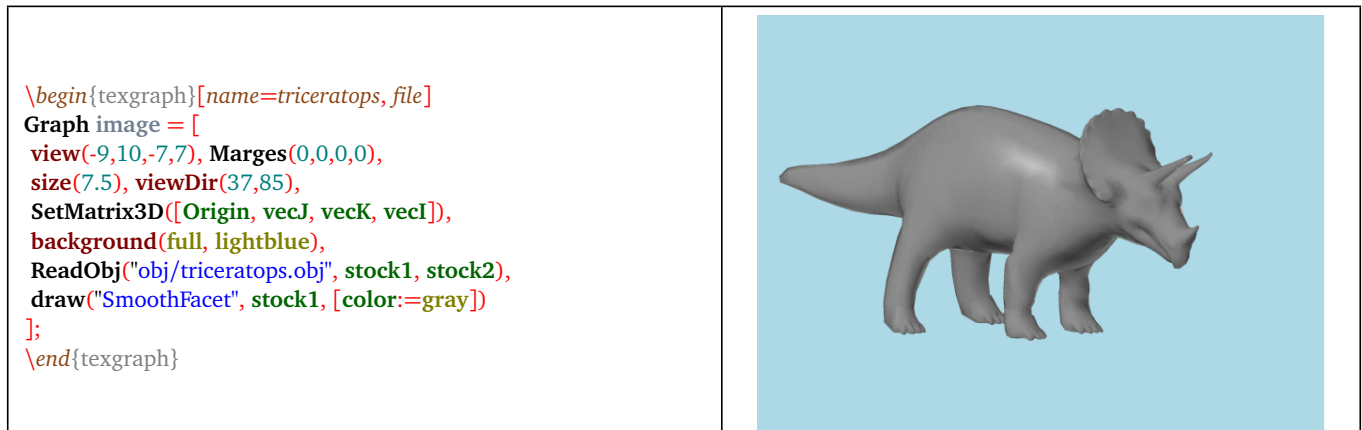 \begin{texgraph}[name=triceratops, file]
Graph image = [
view(-9,10,-7,7), Marges(0,0,0,0),
size(7.5), viewDir(37,85),
SetMatrix3D([Origin, vecJ, vecK, vecI]),
background(full, lightblue),
ReadObj("obj/triceratops.obj", stock1, stock2),
draw("SmoothFacet", stock1, [color:=gray])
];
\end{texgraph}